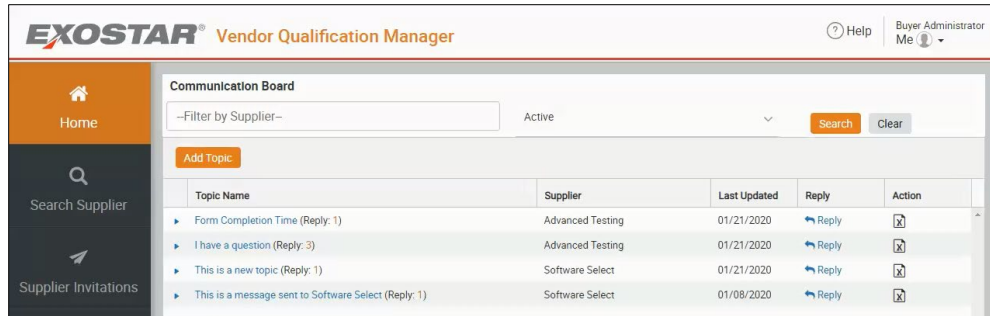 EXOSTAR® Vendor Qualification Manager
Help
Buyer Administrator
Me
Home
Search Supplier
Supplier Invitations
Communication Board
--Filter by Supplier--
Active
Search
Clear
Add Topic
Topic Name Supplier Last Updated Reply Action
Form Completion Time (Reply: 1) Advanced Testing 01/21/2020 Reply
I have a question (Reply: 3) Advanced Testing 01/21/2020 Reply
This is a new topic (Reply: 1) Software Select 01/21/2020 Reply
This is a message sent to Software Select (Reply: 1) Software Select 01/08/2020 Reply